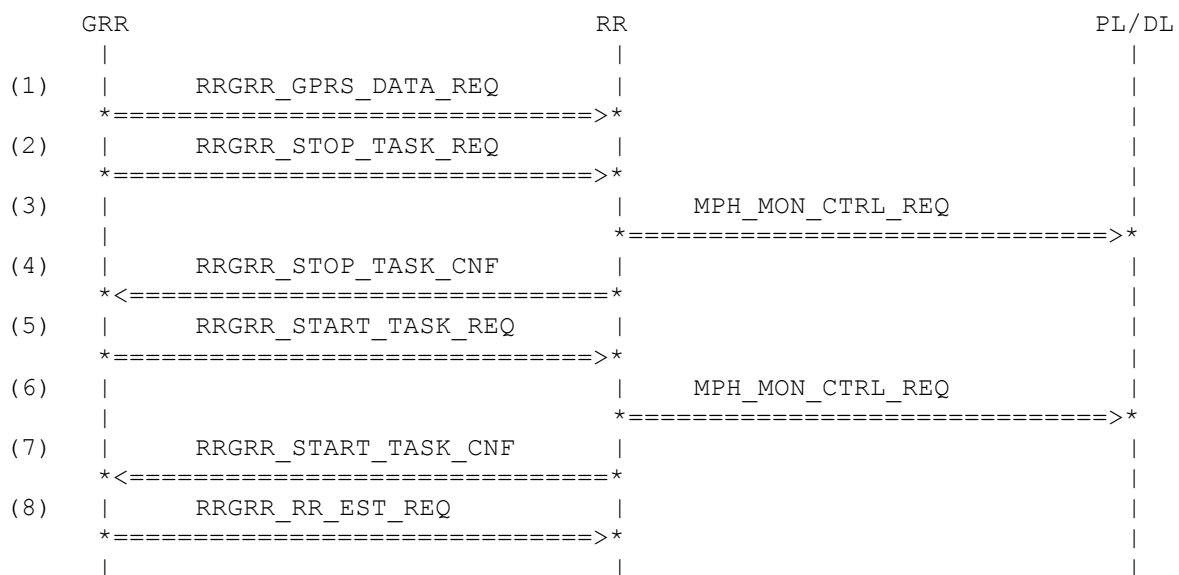 GRR RR PL/DL
| | |
(1) | RRGRR_GPRS_DATA_REQ | |
*==============================>* |
(2) | RRGRR_STOP_TASK_REQ | |
*==============================>* |
(3) | | MPH_MON_CTRL_REQ |
| *==============================>*
(4) | RRGRR_STOP_TASK_CNF | |
*<==============================* |
(5) | RRGRR_START_TASK_REQ | |
*==============================>* |
(6) | | MPH_MON_CTRL_REQ |
| *==============================>*
(7) | RRGRR_START_TASK_CNF | |
*<==============================* |
(8) | RRGRR_RR_EST_REQ | |
*==============================>* |
| | |